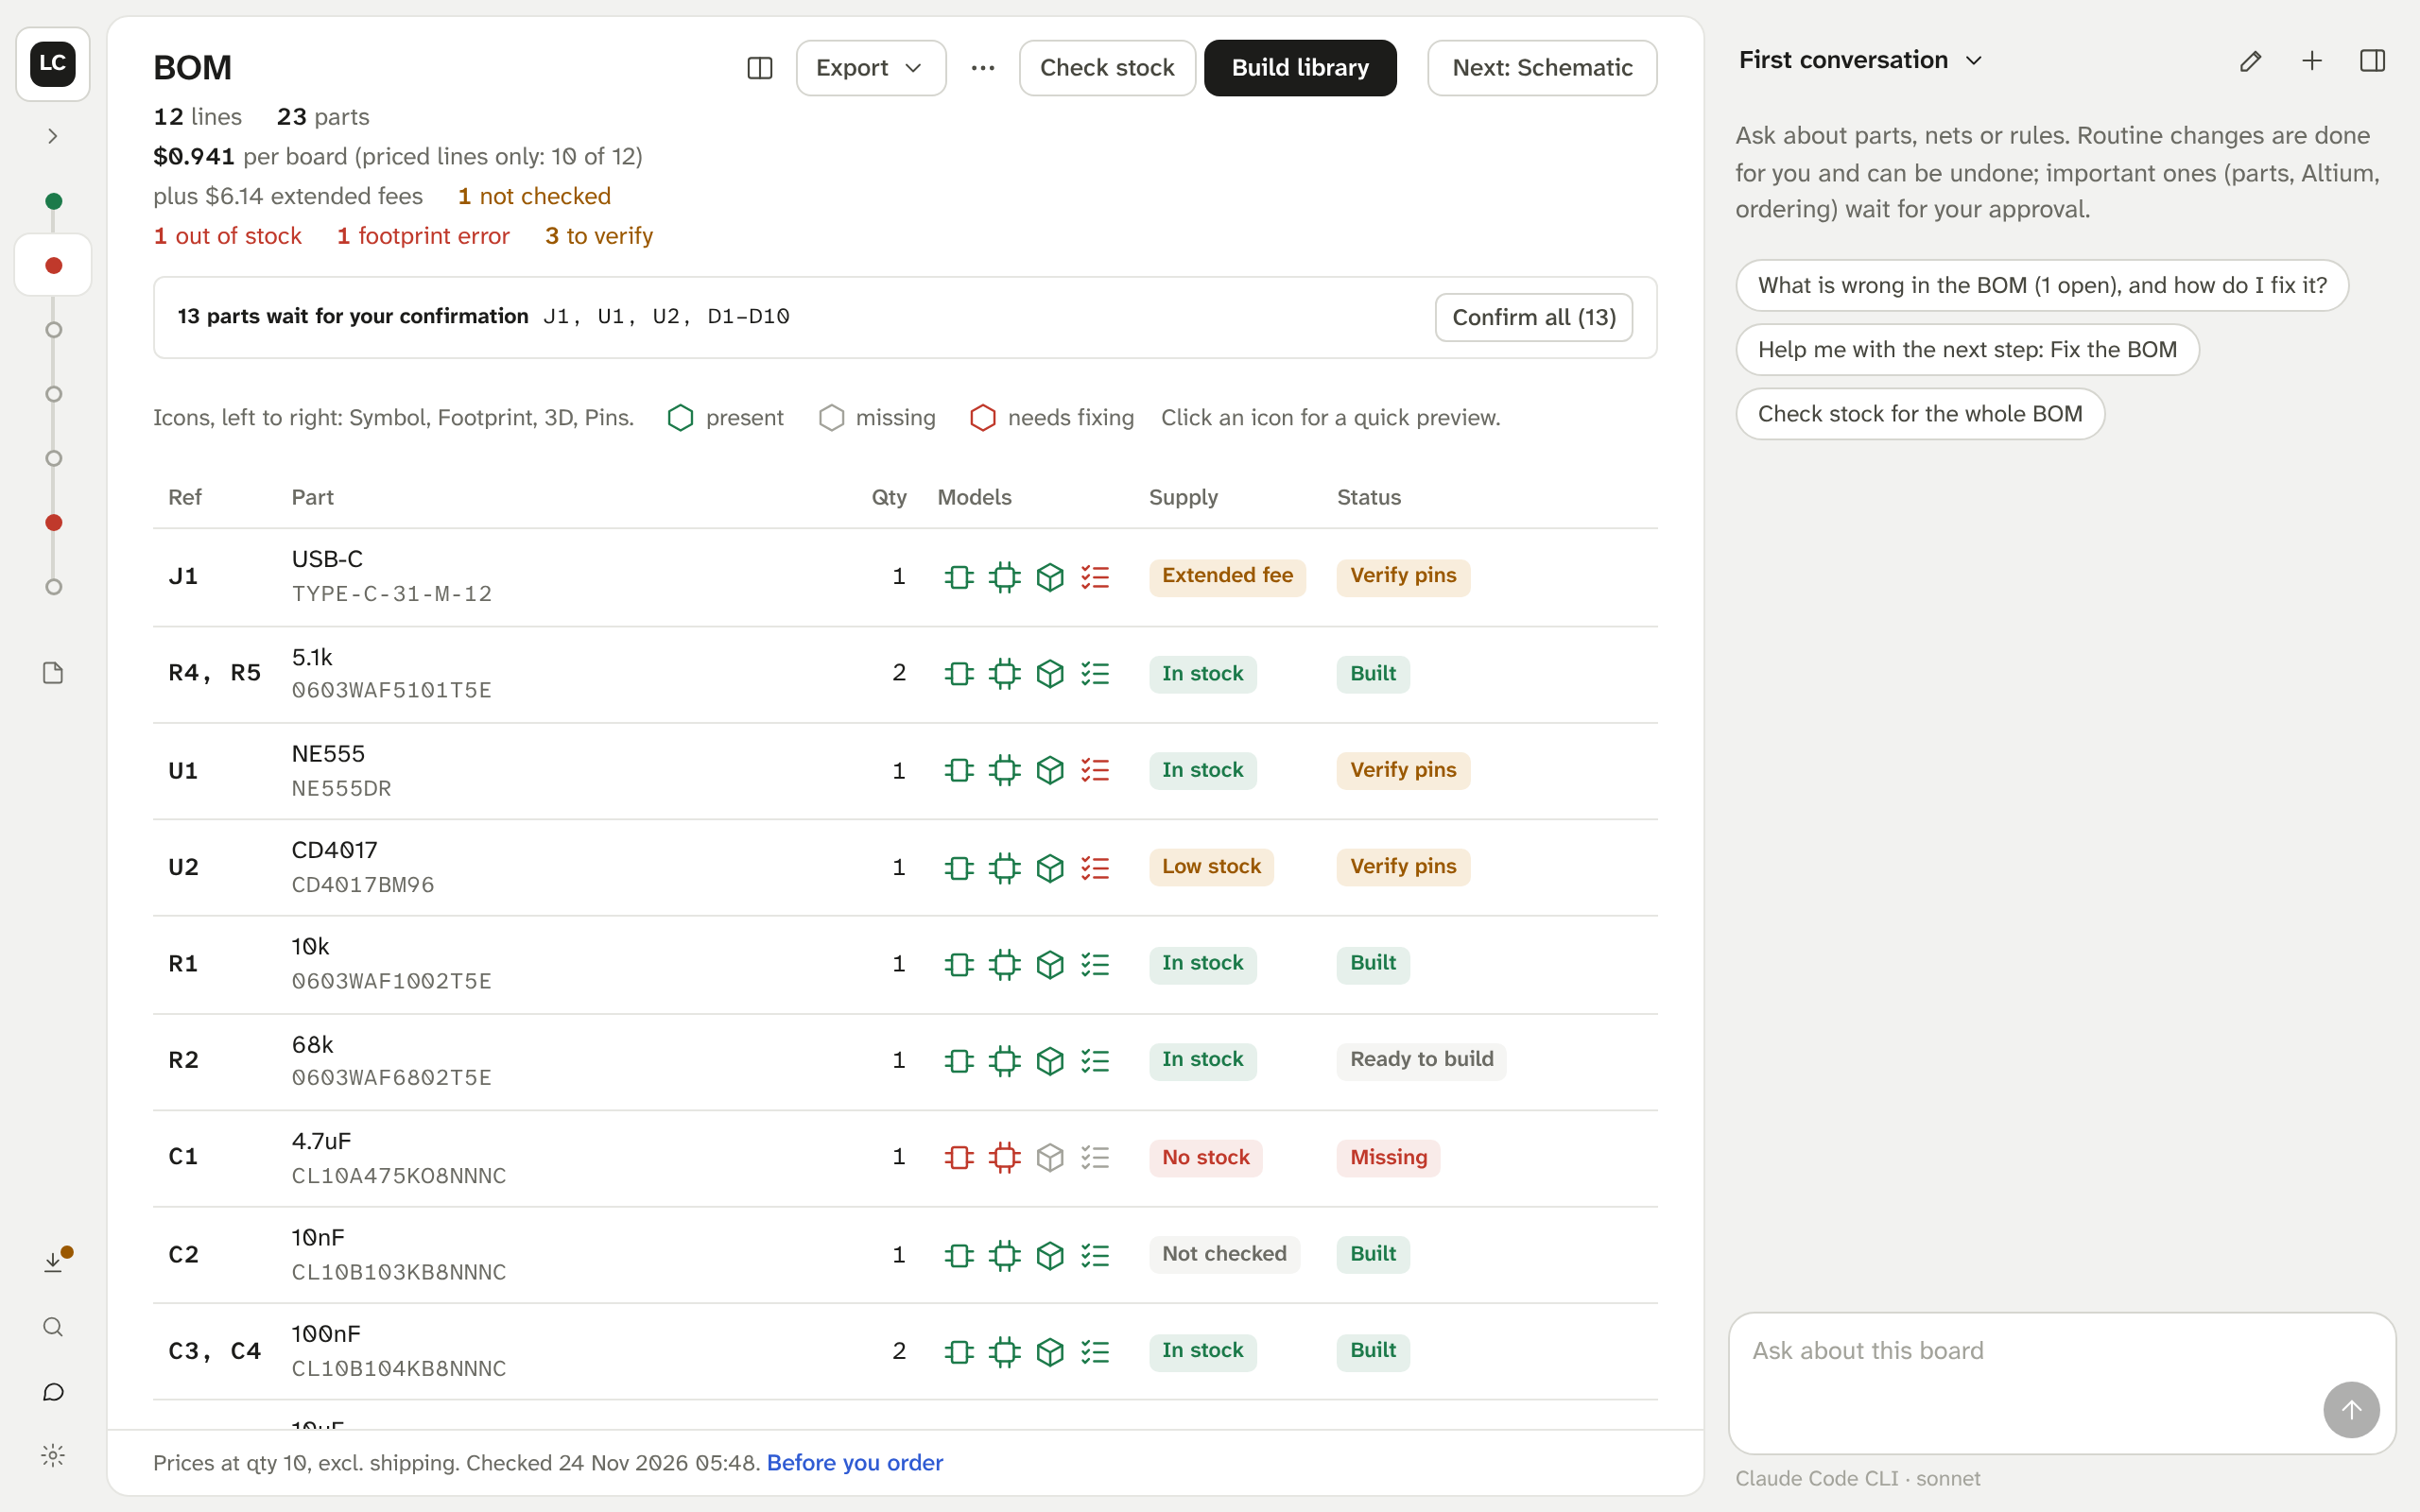 LC
BOM
Export
Check stock
Build library
Next: Schematic
12 lines 23 parts
$0.941 per board (priced lines only: 10 of 12)
plus $6.14 extended fees 1 not checked
1 out of stock 1 footprint error 3 to verify
13 parts wait for your confirmation J1, U1, U2, D1–D10
Confirm all (13)
Icons, left to right: Symbol, Footprint, 3D, Pins. present missing needs fixing Click an icon for a quick preview.
Ref Part Qty Models Supply Status
J1 USB-C 1 Extended fee Verify pins
TYPE-C-31-M-12
R4, R5 5.1k 2 In stock Built
0603WAF5101T5E
U1 NE555 1 In stock Verify pins
NE555DR
U2 CD4017 1 Low stock Verify pins
CD4017BM96
R1 10k 1 In stock Built
0603WAF1002T5E
R2 68k 1 In stock Ready to build
0603WAF6802T5E
C1 4.7uF 1 No stock Missing
CL10A475KO8NNNC
C2 10nF 1 Not checked Built
CL10B103KB8NNNC
C3, C4 100nF 2 In stock Built
CL10B104KB8NNNC
10uF
Prices at qty 10, excl. shipping. Checked 24 Nov 2026 05:48. Before you order
First conversation
Ask about parts, nets or rules. Routine changes are done
for you and can be undone; important ones (parts, Altium,
ordering) wait for your approval.
What is wrong in the BOM (1 open), and how do I fix it?
Help me with the next step: Fix the BOM
Check stock for the whole BOM
Ask about this board
Claude Code CLI · sonnet